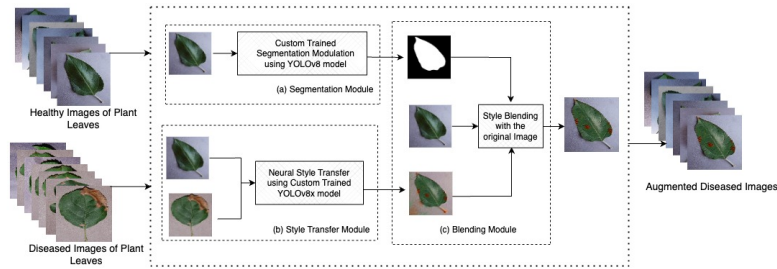 Healthy Images of Plant
Leaves
Custom Trained
Segmentation Modulation
using YOLOv8 model
(a) Segmentation Module
Diseased Images of Plant
Leaves
Neural Style Transfer
using Custom Trained
YOLOv8x model
(b) Style Transfer Module
Style Blending
with the
original Image
(c) Blending Module
Augmented Diseased Images